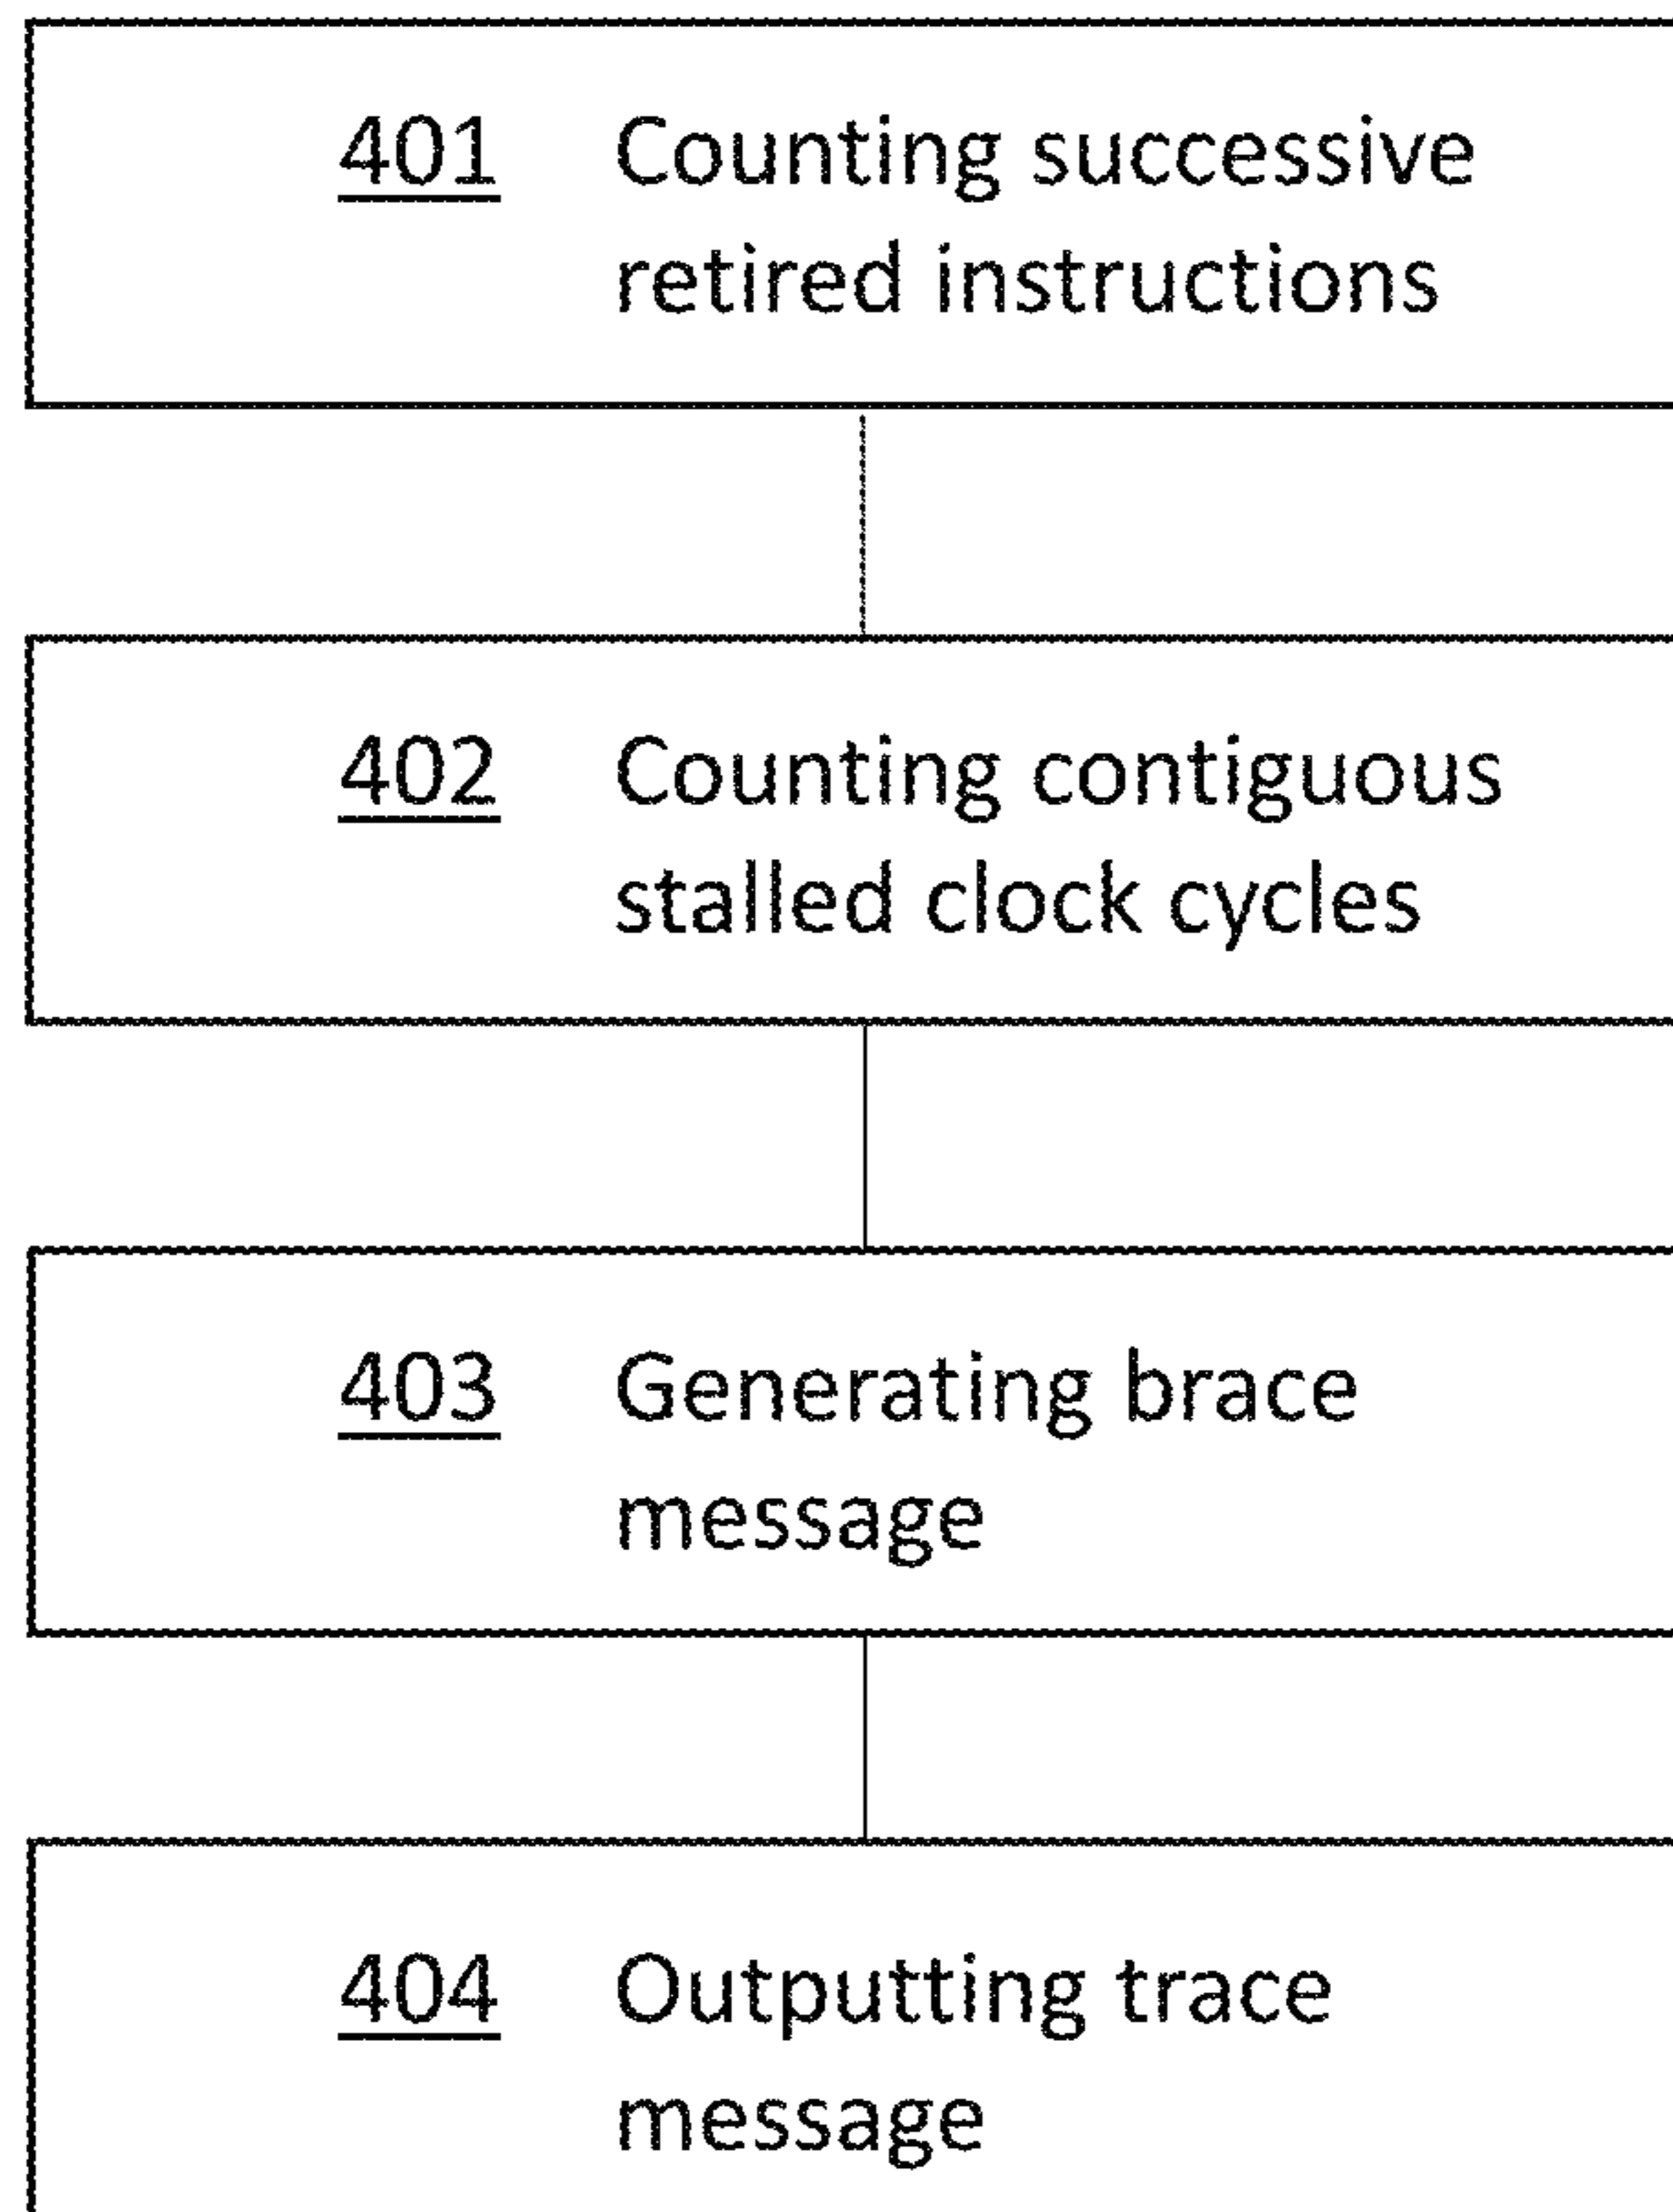 401 Counting successive
retired instructions
402 Counting contiguous
stalled clock cycles
403 Generating brace
message
404 Outputting trace
message